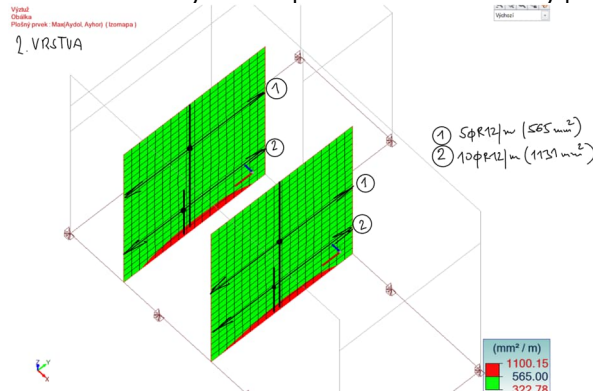 Výztuž
Obálka
Plošný prvek : Max(Aydol, Ayhor) ( Izomapa )
2. VRSTVA
Výchozí
1
2
1
2
1 5ϕR12/m (565 mm²)
2 10ϕR12/m (1131 mm²)
Z
Y
X
(mm² / m)
1100.15
565.00
322.78